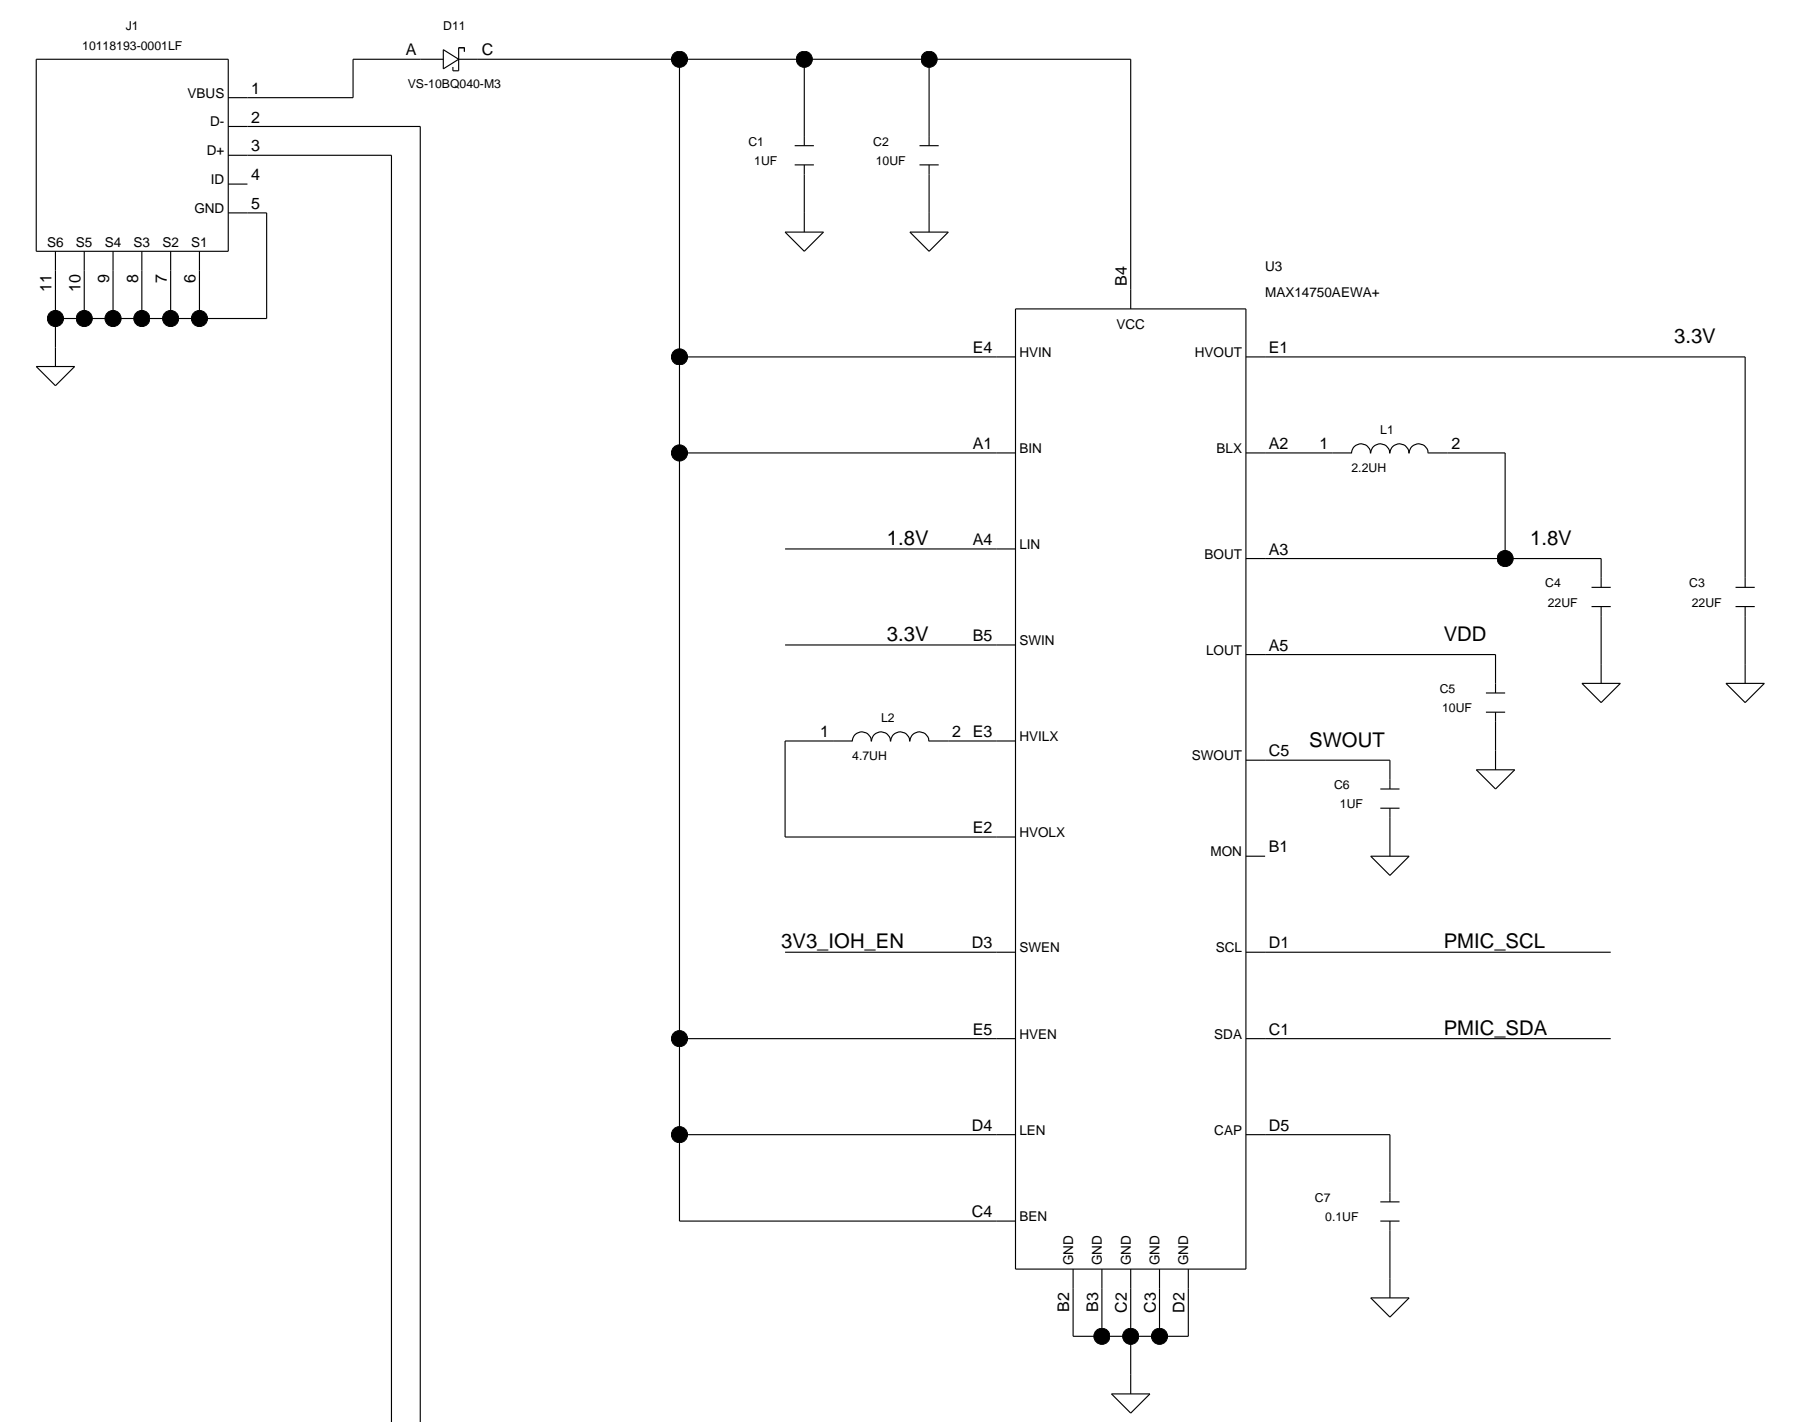 J1
10118193-0001LF
VBUS 1
D- 2
D+ 3
ID 4
GND 5
S6 S5 S4 S3 S2 S1
11 10 9 8 7 6
D11
A C
VS-10BQ040-M3
C1
1UF
C2
10UF
B4
U3
MAX14750AEWA+
VCC
E4 HVIN
A1 BIN
1.8V A4 LIN
3.3V B5 SWIN
L2
1 2 E3 HVILX
4.7UH
E2 HVOLX
3V3_IOH_EN D3 SWEN
E5 HVEN
D4 LEN
C4 BEN
HVOUT E1 3.3V
L1
BLX A2 1 2
2.2UH
BOUT A3 1.8V
C4
22UF
C3
22UF
LOUT A5 VDD
C5
10UF
SWOUT C5 SWOUT
C6
1UF
MON B1
SCL D1 PMIC_SCL
SDA C1 PMIC_SDA
CAP D5
C7
0.1UF
GND GND GND GND GND
B2 B3 C2 C3 D2